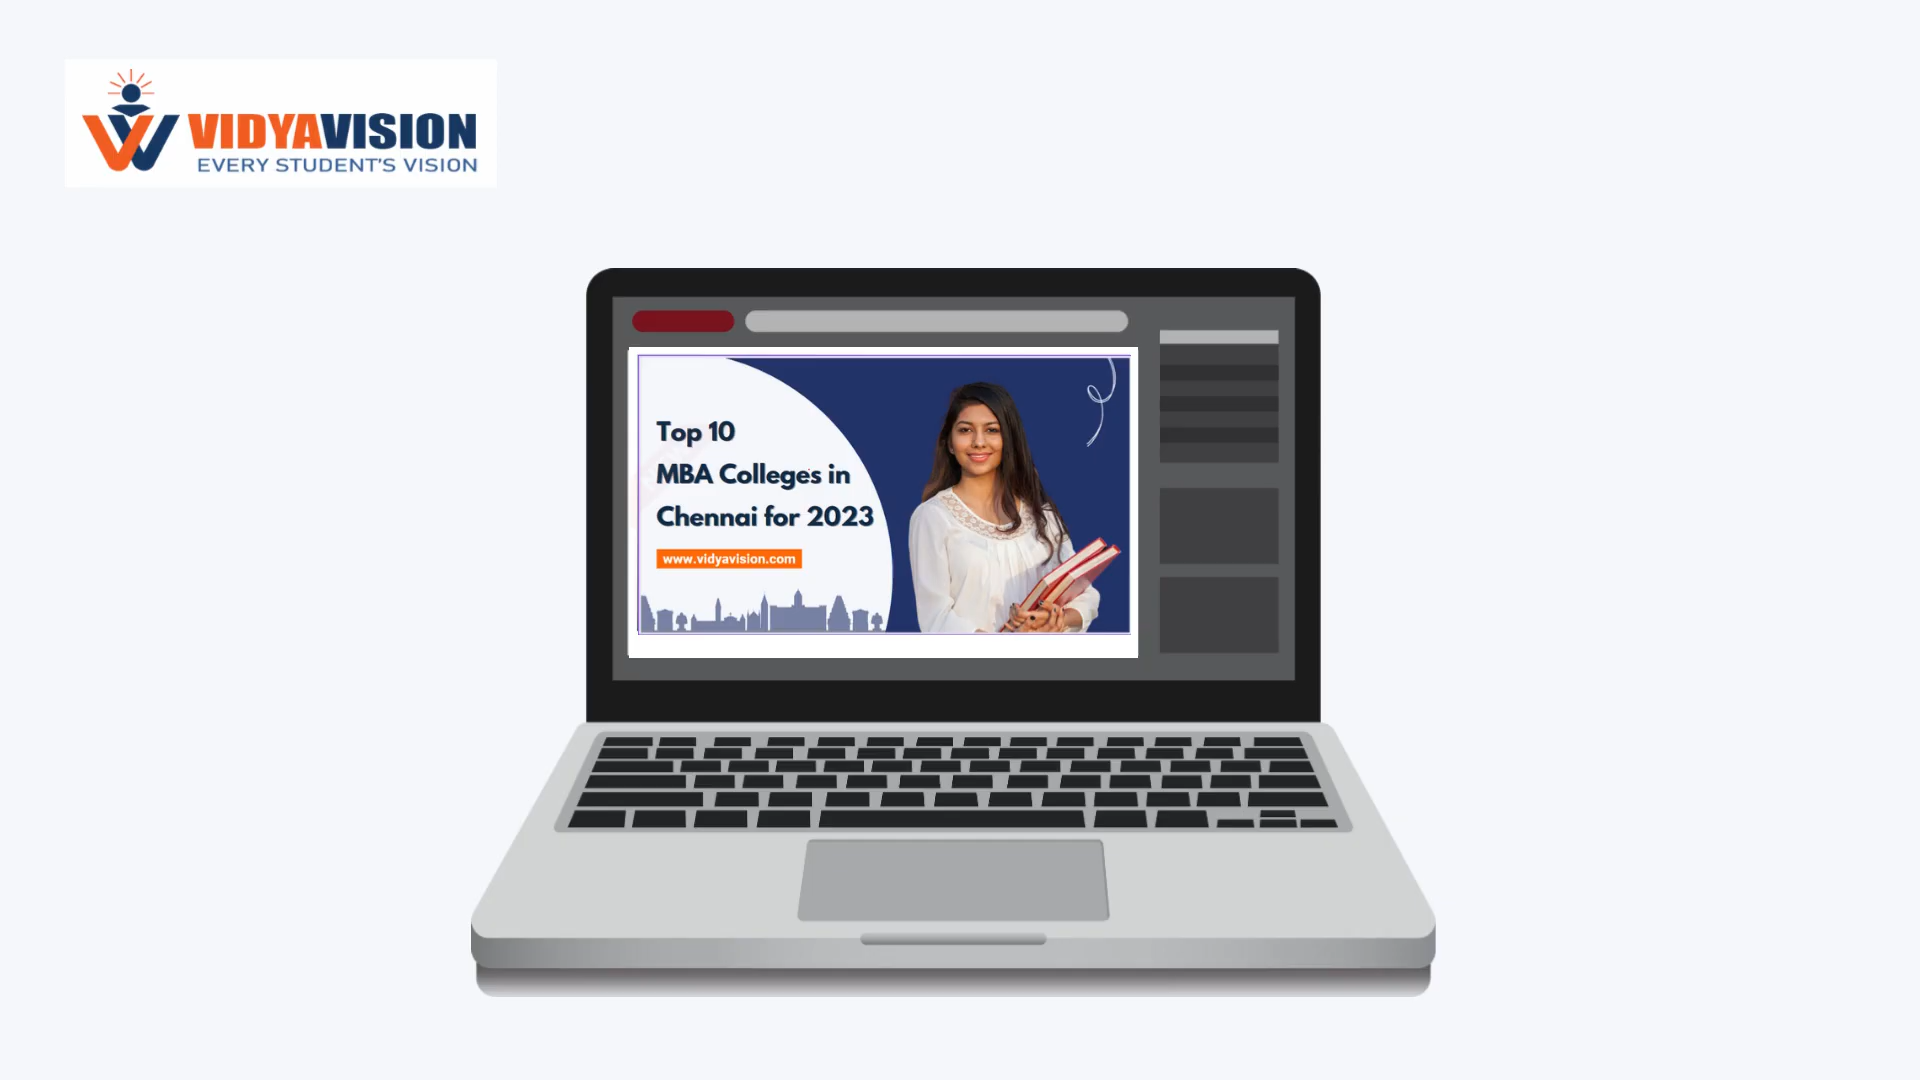 VIDYAVISION
EVERY STUDENT'S VISION
Top 10
MBA Colleges in
Chennai for 2023
www.vidyavision.com